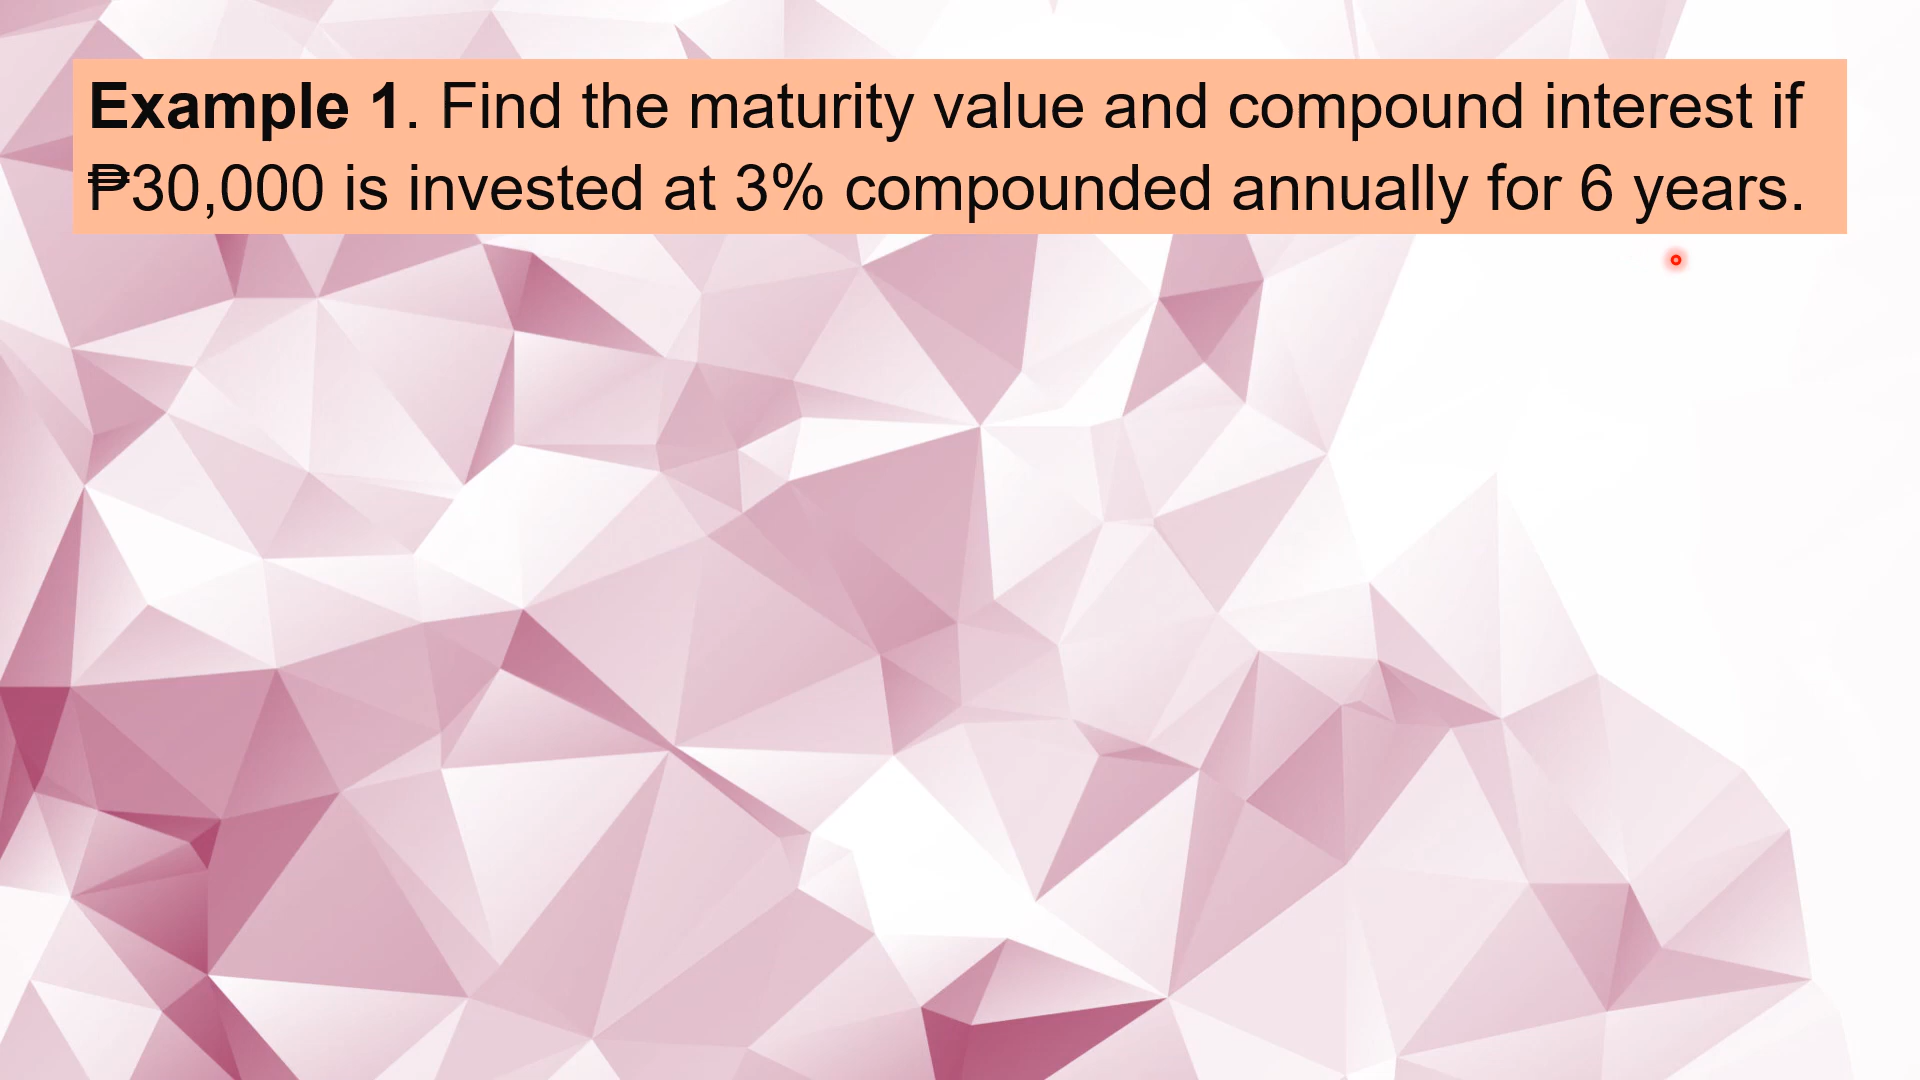 Example 1. Find the maturity value and compound interest if
₱30,000 is invested at 3% compounded annually for 6 years.